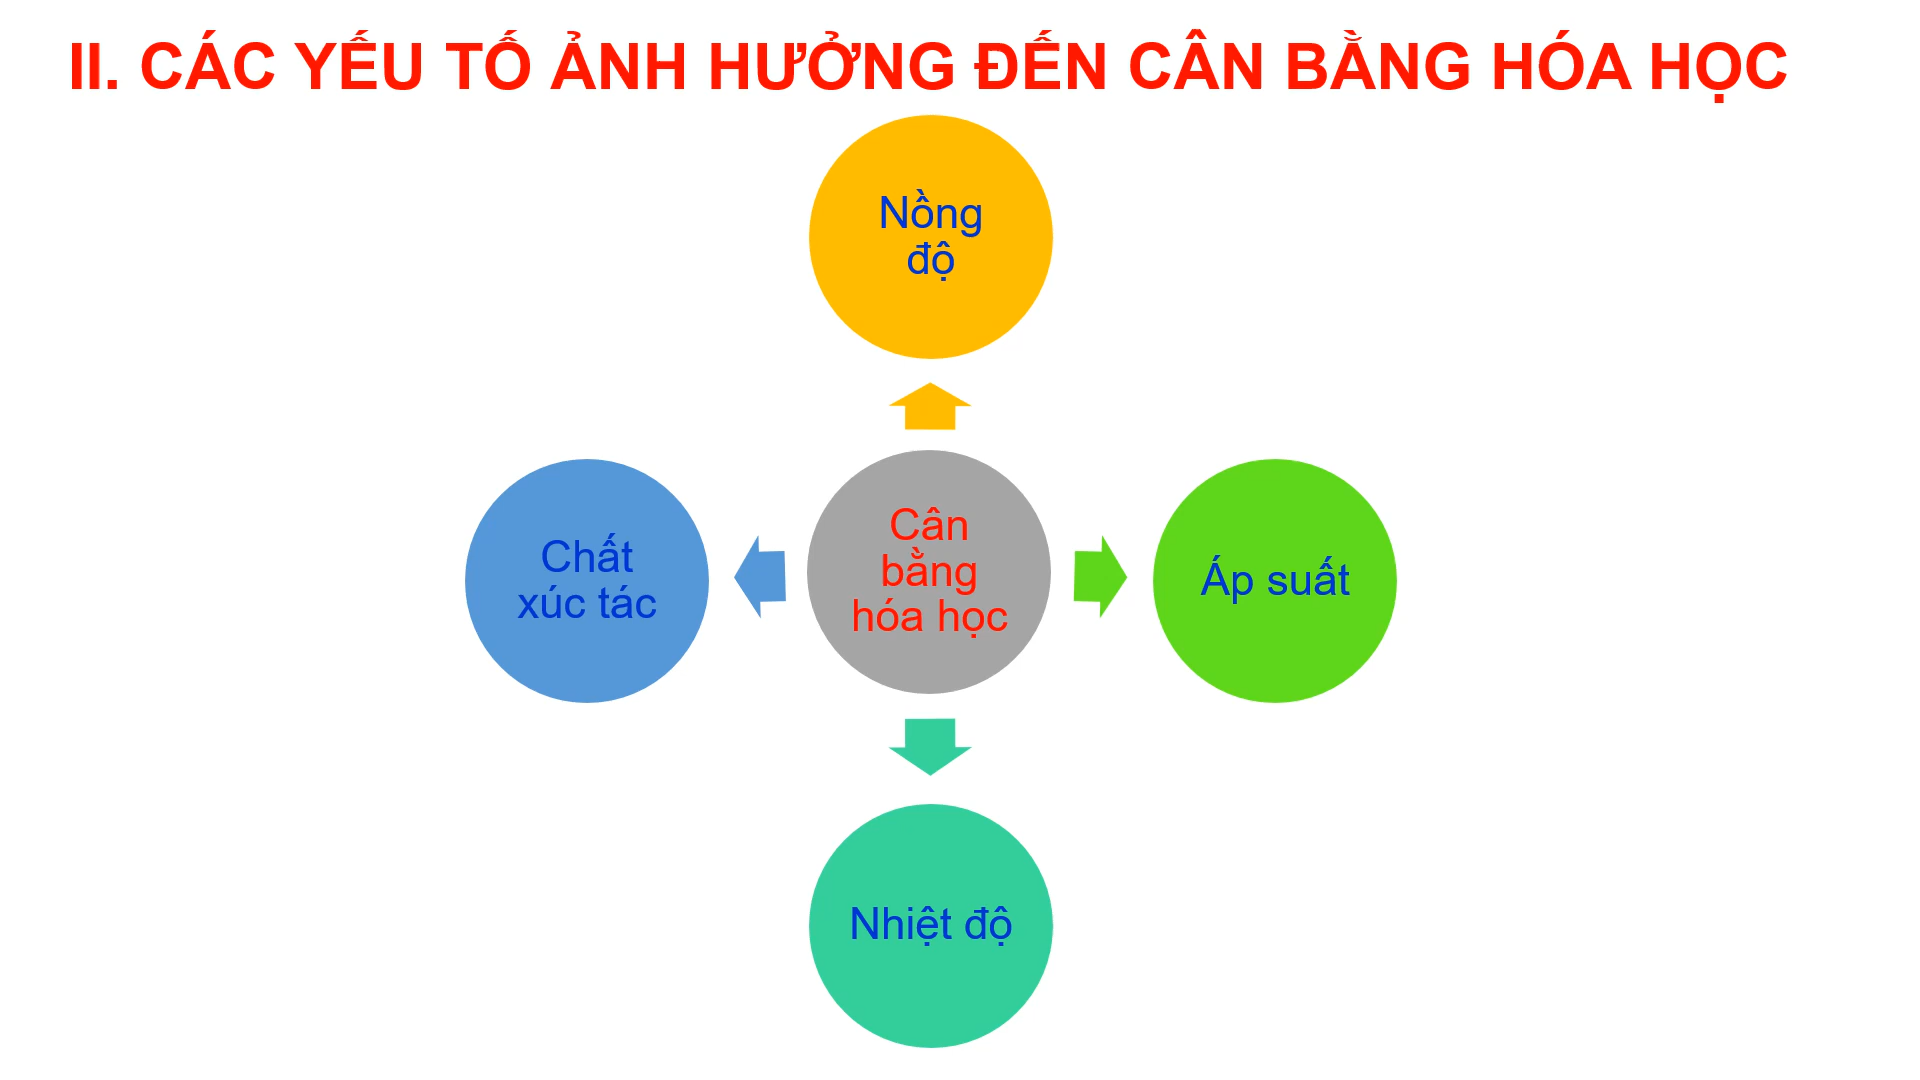 II. CÁC YẾU TỐ ẢNH HƯỞNG ĐẾN CÂN BẰNG HÓA HỌC
Nồng
độ
Chất
xúc tác
Cân
bằng
hóa học
Áp suất
Nhiệt độ